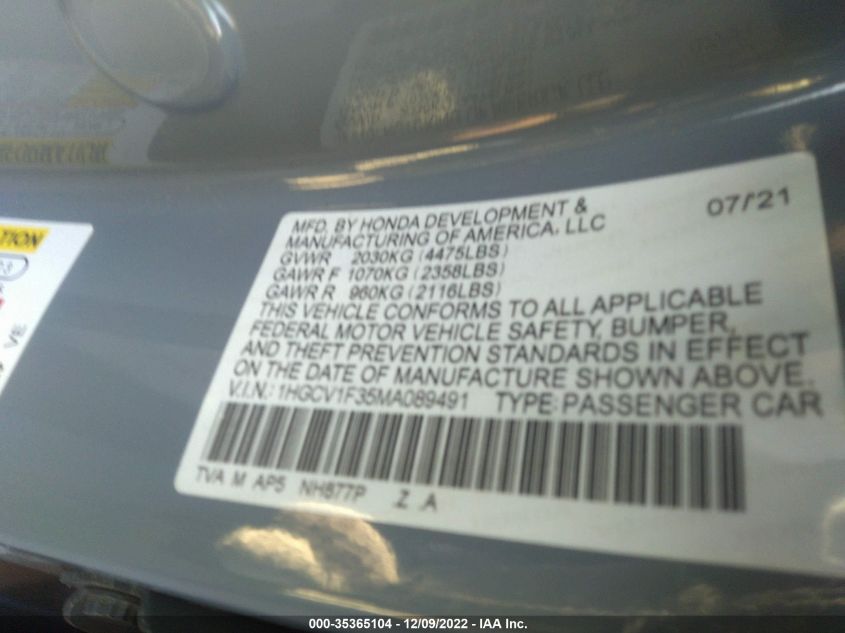 MFD. BY HONDA DEVELOPMENT & 07/'21
MANUFACTURING OF AMERICA, LLC
GVWR 2030KG (4475LBS)
GAWR F 1070KG (2358LBS)
GAWR R 960KG (2116LBS)
THIS VEHICLE CONFORMS TO ALL APPLICABLE
FEDERAL MOTOR VEHICLE SAFETY, BUMPER,
AND THEFT PREVENTION STANDARDS IN EFFECT
ON THE DATE OF MANUFACTURE SHOWN ABOVE.
V.I.N.: 1HGCV1F35MA089491 TYPE: PASSENGER CAR
TVA M AP5 NH877P Z A
TION
VE
000-35365104 - 12/09/2022 - IAA Inc.